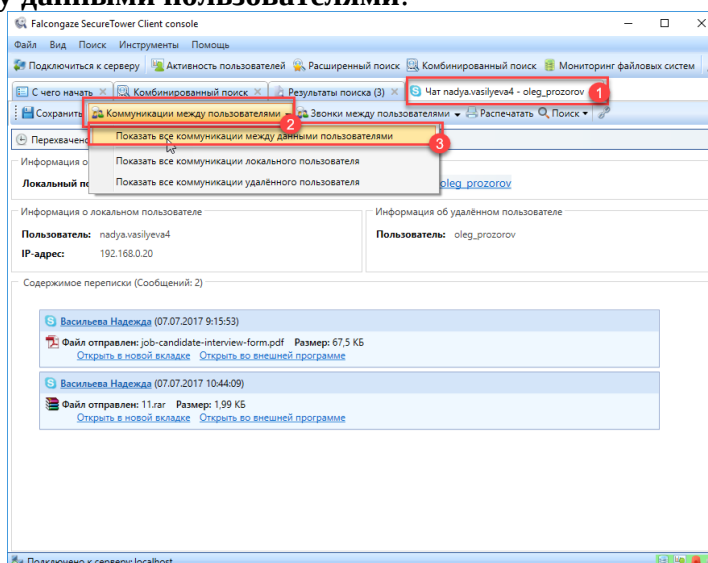 у данными пользователями.
Falcongaze SecureTower Client console
Файл Вид Поиск Инструменты Помощь
Подключиться к серверу Активность пользователей Расширенный поиск Комбинированный поиск Мониторинг файловых систем
С чего начать Комбинированный поиск Результаты поиска (3) Чат nadya.vasilyeva4 - oleg_prozorov 1
Сохранить Коммуникации между пользователями 2 Звонки между пользователями Распечатать Поиск
Перехвачено Показать все коммуникации между данными пользователями 3
Информация о Показать все коммуникации локального пользователя
Локальный по Показать все коммуникации удалённого пользователя oleg_prozorov
Информация о локальном пользователе Информация об удалённом пользователе
Пользователь: nadya.vasilyeva4 Пользователь: oleg_prozorov
IP-адрес: 192.168.0.20
Содержимое переписки (Сообщений: 2)
Васильева Надежда (07.07.2017 9:15:53)
Файл отправлен: job-candidate-interview-form.pdf Размер: 67,5 КБ
Открыть в новой вкладке Открыть во внешней программе
Васильева Надежда (07.07.2017 10:44:09)
Файл отправлен: 11.rar Размер: 1,99 КБ
Открыть в новой вкладке Открыть во внешней программе
Подключено к серверу: localhost